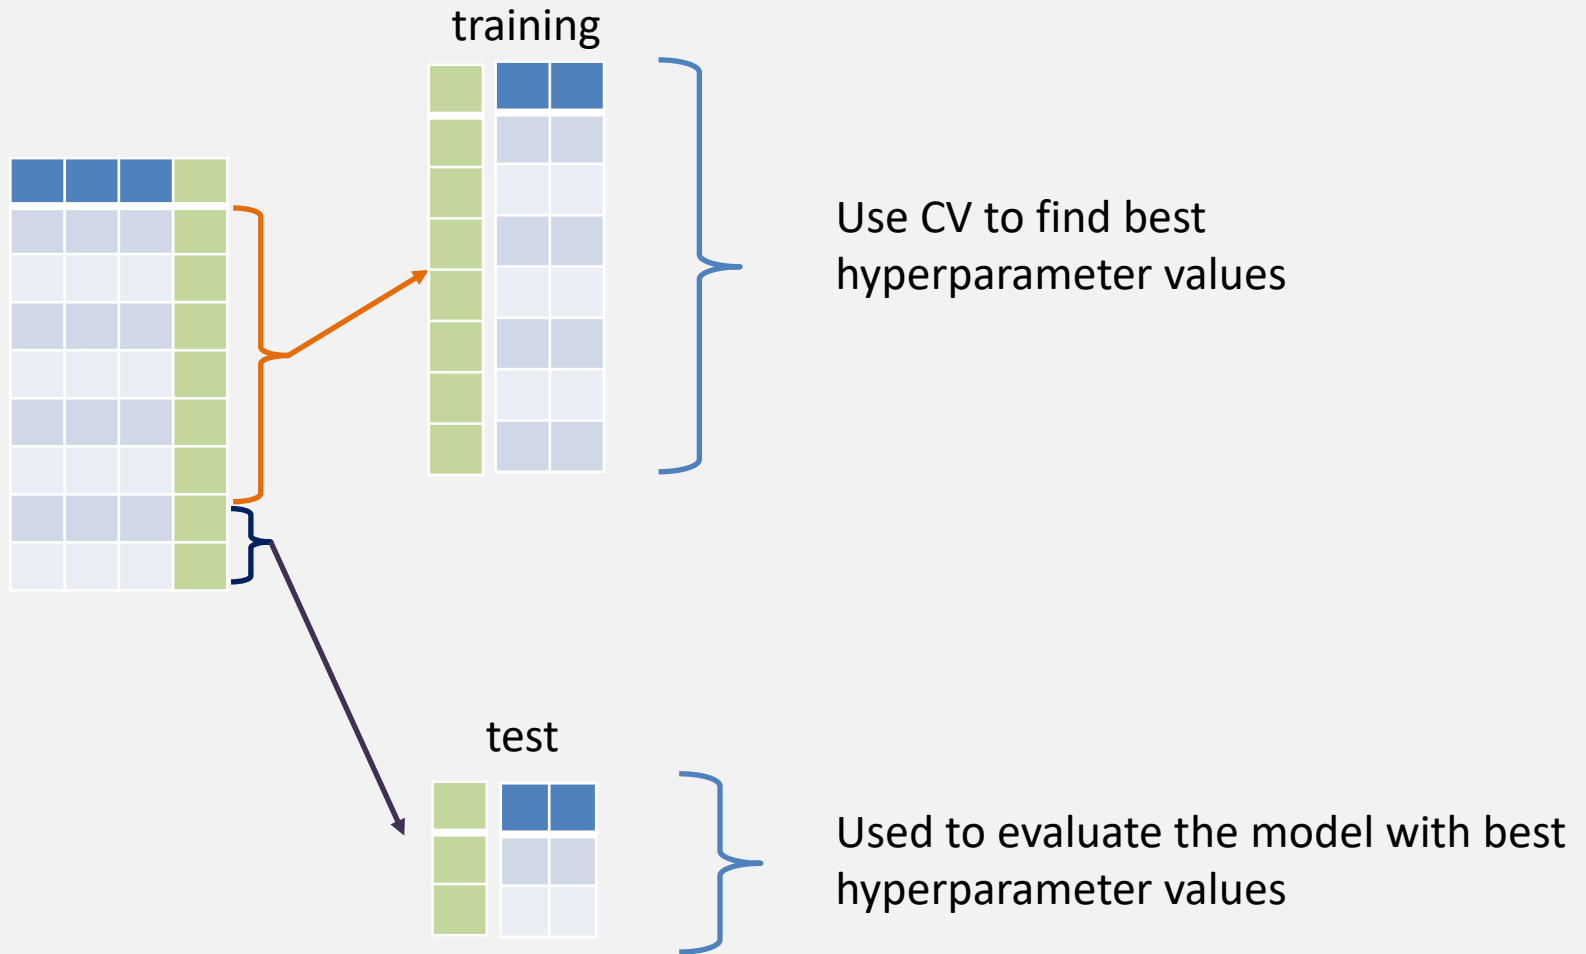 training
Use CV to find best
hyperparameter values
test
Used to evaluate the model with best
hyperparameter values